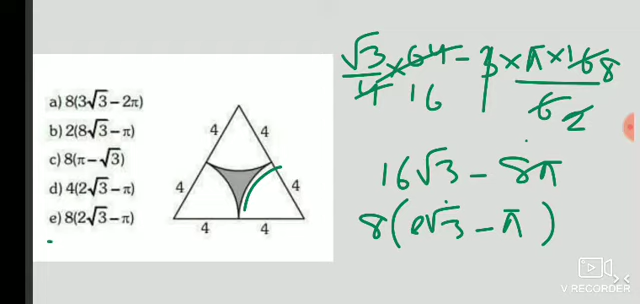 a) 8(3√3 − 2π)
b) 2(8√3 − π)
c) 8(π − √3)
d) 4(2√3 − π)
e) 8(2√3 − π)
4 4
4 4
4 4
√3/4 × 64 − 3 × π × 16 8 / 6 2
16
16√3 − 8π
8(2√3 − π)
V RECORDER